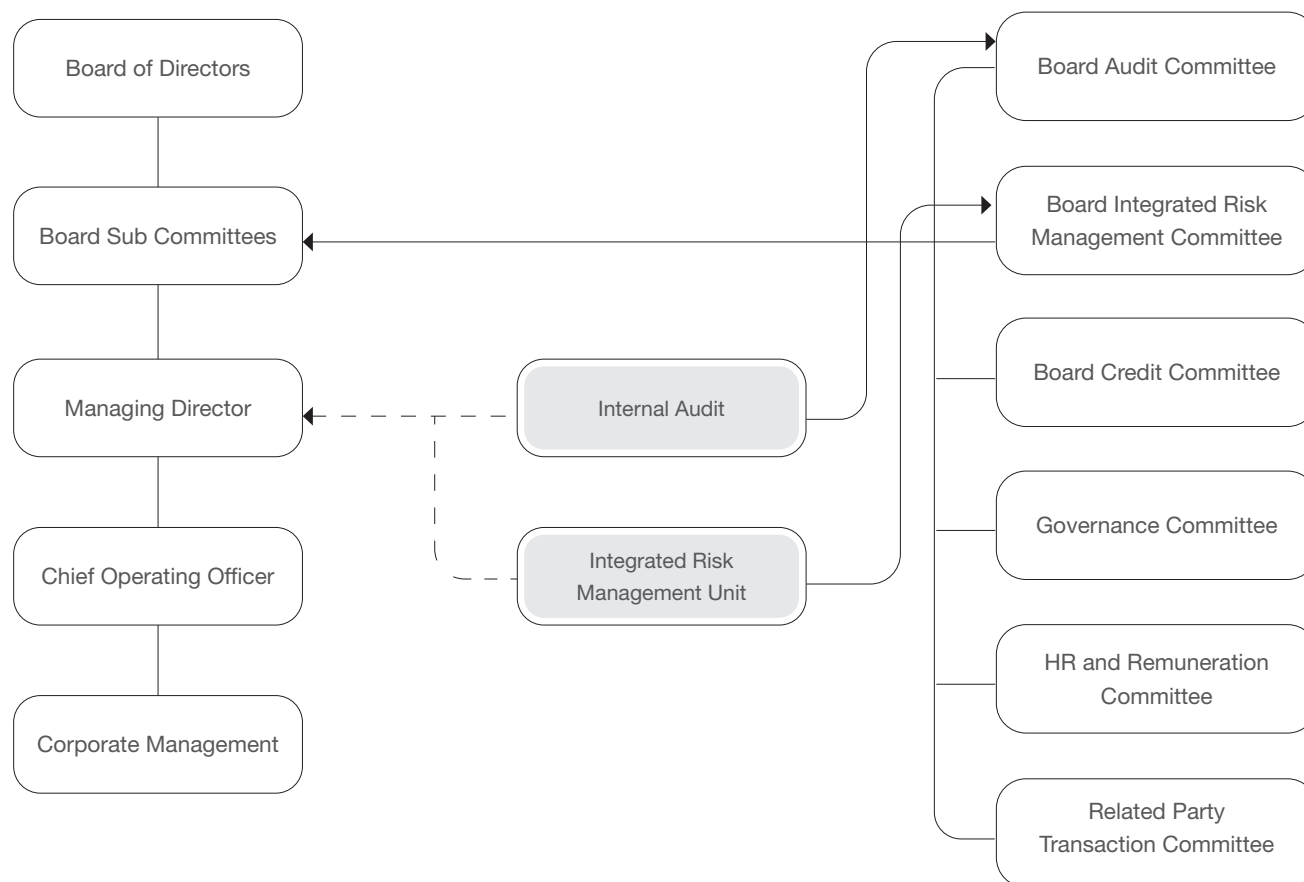 Board of Directors
Board Sub Committees
Managing Director
Chief Operating Officer
Corporate Management
Internal Audit
Integrated Risk
Management Unit
Board Audit Committee
Board Integrated Risk
Management Committee
Board Credit Committee
Governance Committee
HR and Remuneration
Committee
Related Party
Transaction Committee